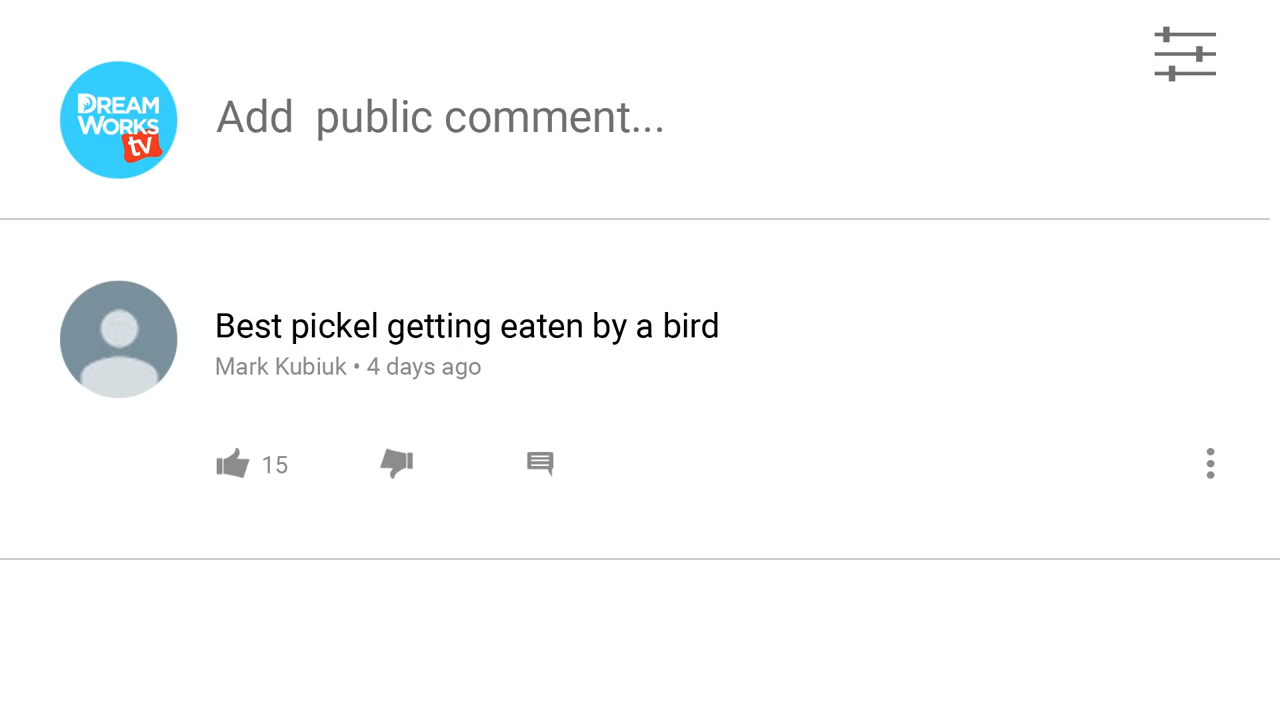 DREAM
WORKS
tv
Add public comment...
Best pickel getting eaten by a bird
Mark Kubiuk • 4 days ago
15